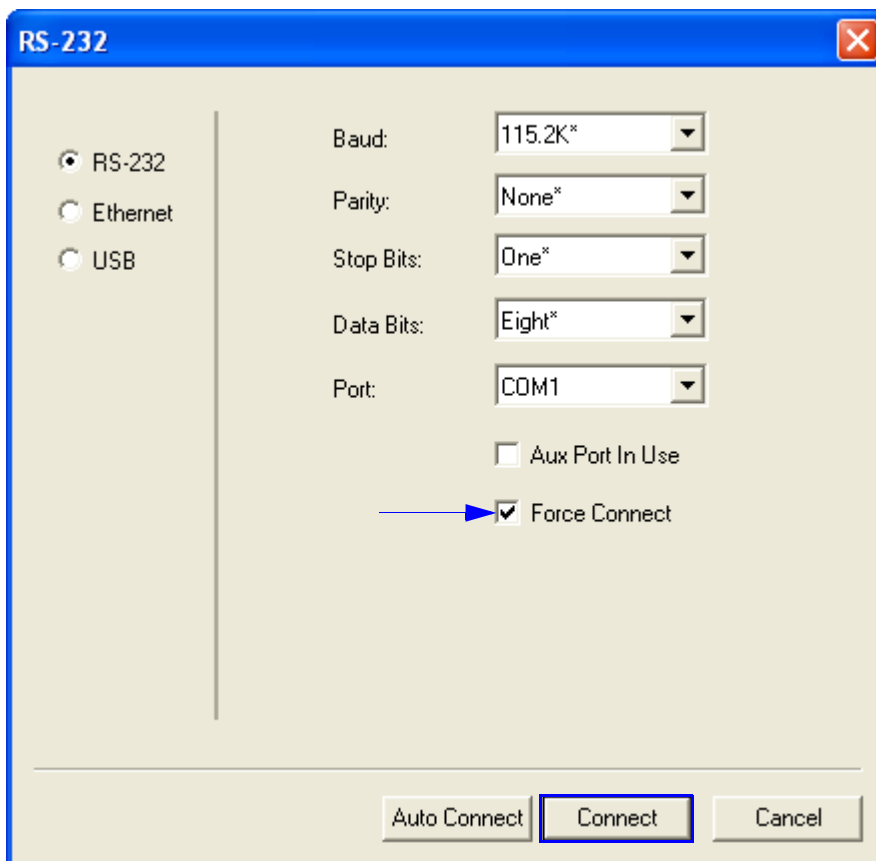 RS-232
RS-232
Ethernet
USB
Baud: 115.2K*
Parity: None*
Stop Bits: One*
Data Bits: Eight*
Port: COM1
Aux Port In Use
Force Connect
Auto Connect Connect Cancel